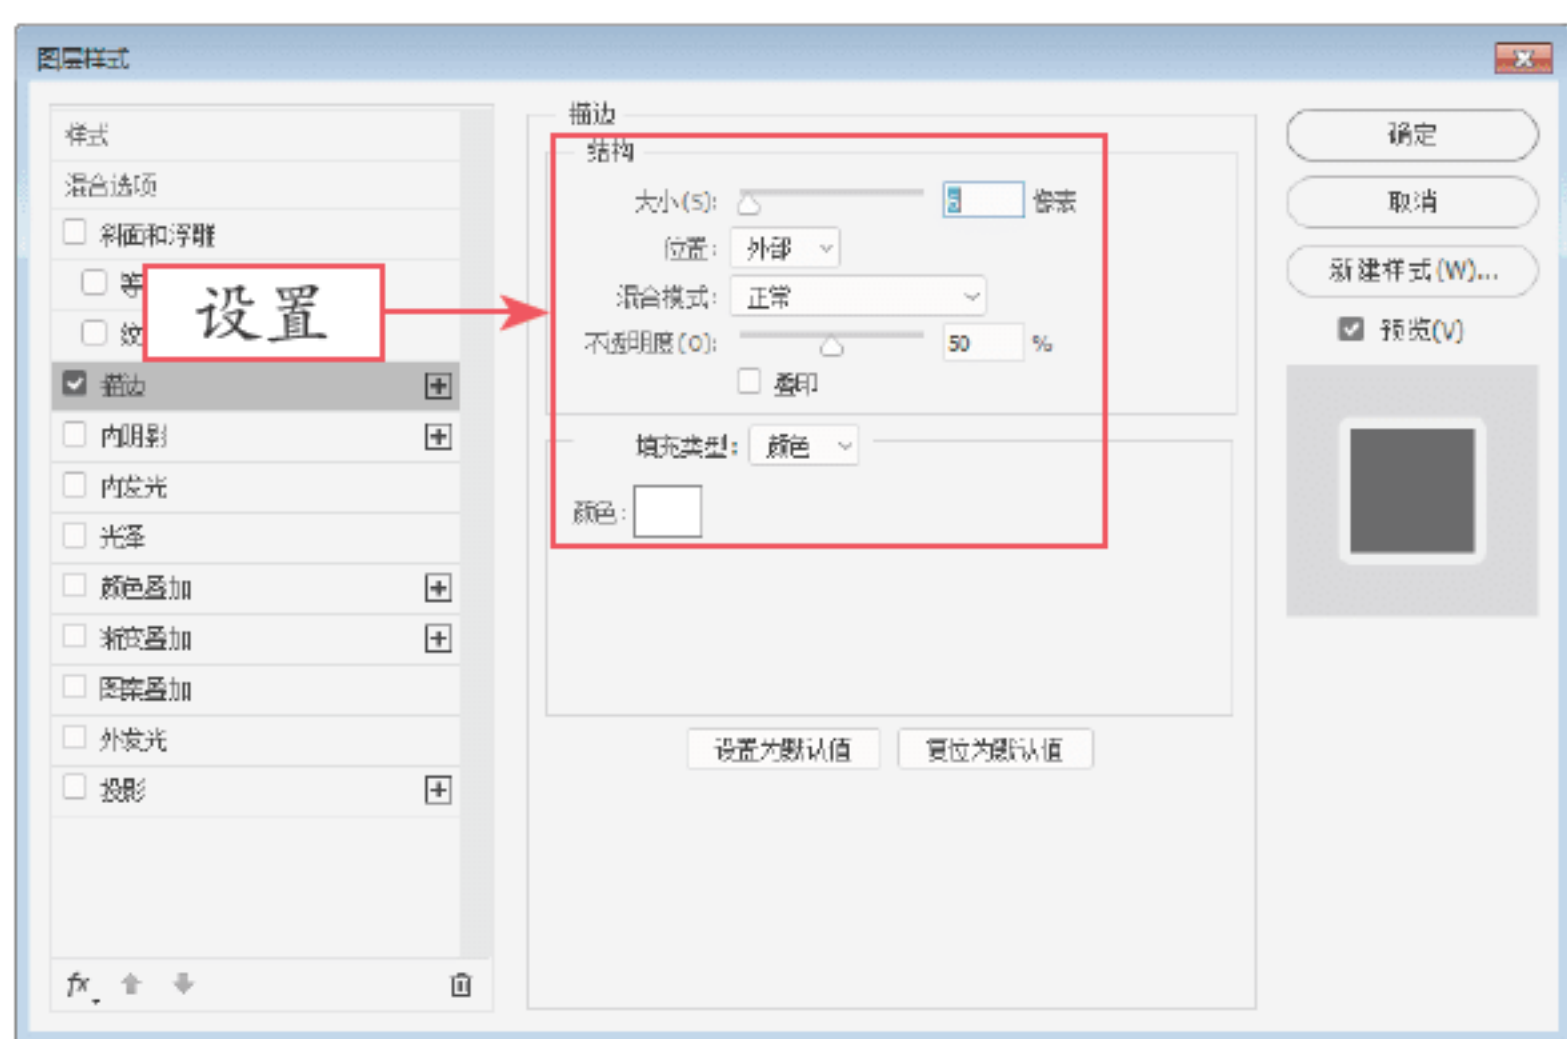 图层样式
样式
混合选项
斜面和浮雕
等
纹
设置
描边
内阴影
内发光
光泽
颜色叠加
渐变叠加
图案叠加
外发光
投影
fx
描边
结构
大小(S): 像素
位置: 外部
混合模式: 正常
不透明度(O): 50 %
叠印
填充类型: 颜色
颜色:
设置为默认值 复位为默认值
确定
取消
新建样式(W)...
预览(V)